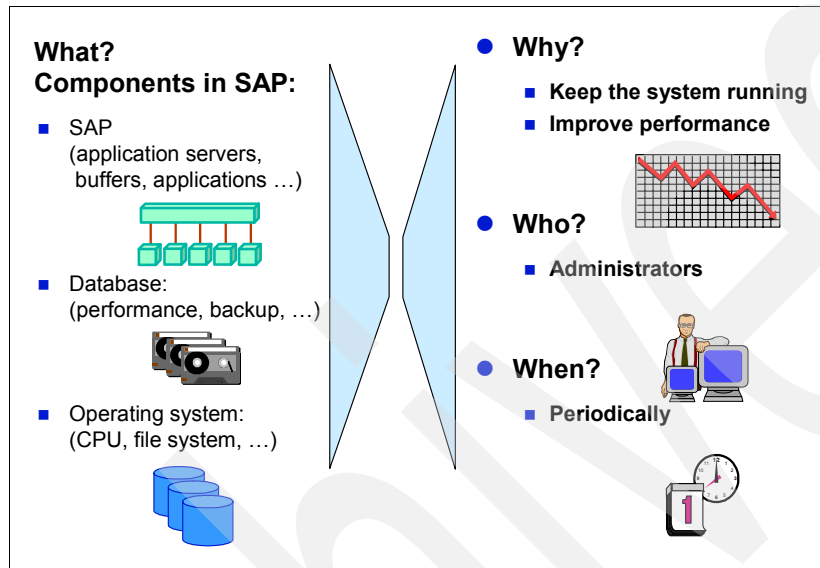 What?
Components in SAP:
■ SAP
(application servers,
buffers, applications …)
■ Database:
(performance, backup, …)
■ Operating system:
(CPU, file system, …)
● Why?
■ Keep the system running
■ Improve performance
● Who?
■ Administrators
● When?
■ Periodically
1